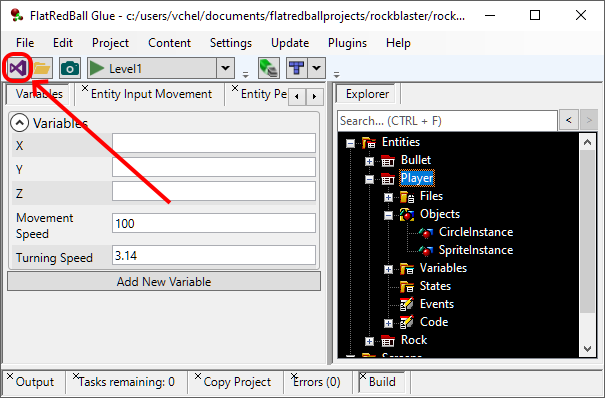 FlatRedBall Glue - c:/users/vchel/documents/flatredballprojects/rockblaster/rock...
File Edit Project Content Settings Update Plugins Help
Level1
Variables Entity Input Movement Entity Pe
Explorer
Variables
X
Y
Z
Movement Speed 100
Turning Speed 3.14
Add New Variable
Search... (CTRL + F) < >
Entities
Bullet
Player
Files
Objects
CircleInstance
SpriteInstance
Variables
States
Events
Code
Rock
Screens
Output Tasks remaining: 0 Copy Project Errors (0) Build